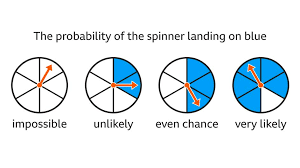 The probability of the spinner landing on blue
impossible
unlikely
even chance
very likely